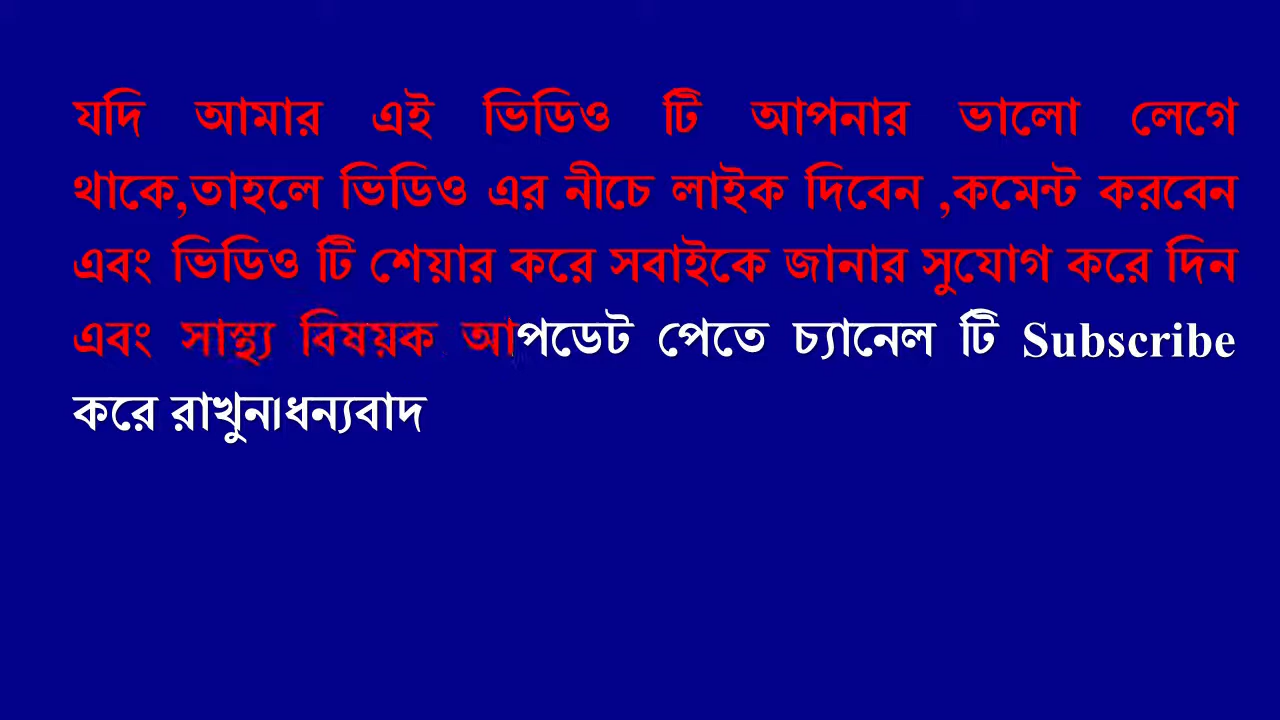 যদি আমার এই ভিডিও টি আপনার ভালো লেগে
থাকে,তাহলে ভিডিও এর নীচে লাইক দিবেন ,কমেন্ট করবেন
এবং ভিডিও টি শেয়ার করে সবাইকে জানার সুযোগ করে দিন
এবং সাস্থ্য বিষয়ক আপডেট পেতে চ্যানেল টি Subscribe
করে রাখুন।ধন্যবাদ